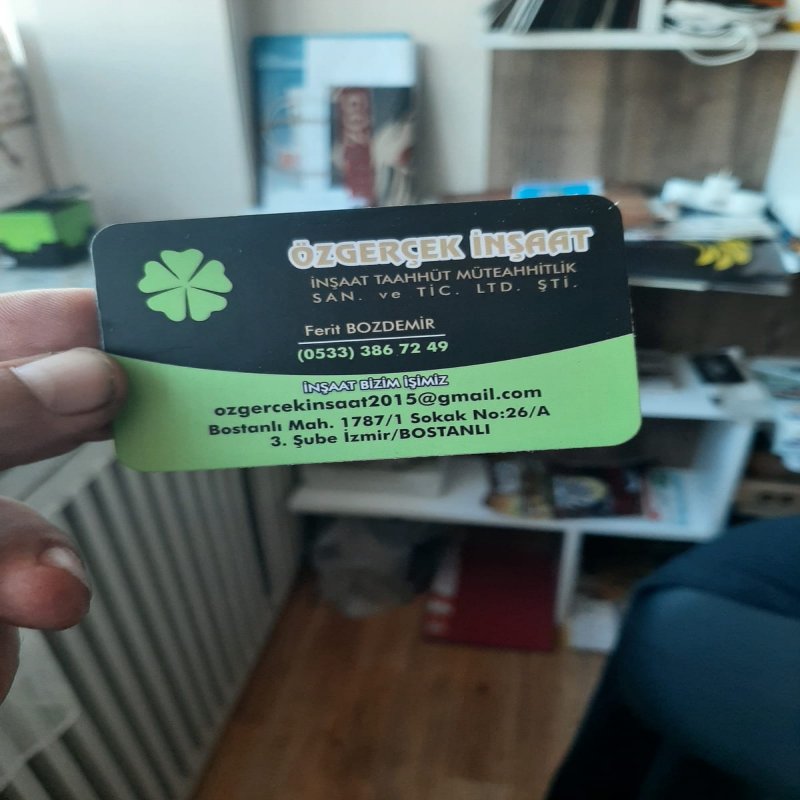 ÖZGERÇEK İNŞAAT
İNŞAAT TAAHHÜT MÜTEAHHİTLİK
SAN. ve TİC. LTD. ŞTİ.
Ferit BOZDEMİR
(0533) 386 72 49
İNŞAAT BİZİM İŞİMİZ
ozgercekinsaat2015@gmail.com
Bostanlı Mah. 1787/1 Sokak No:26/A
3. Şube İzmir/BOSTANLI